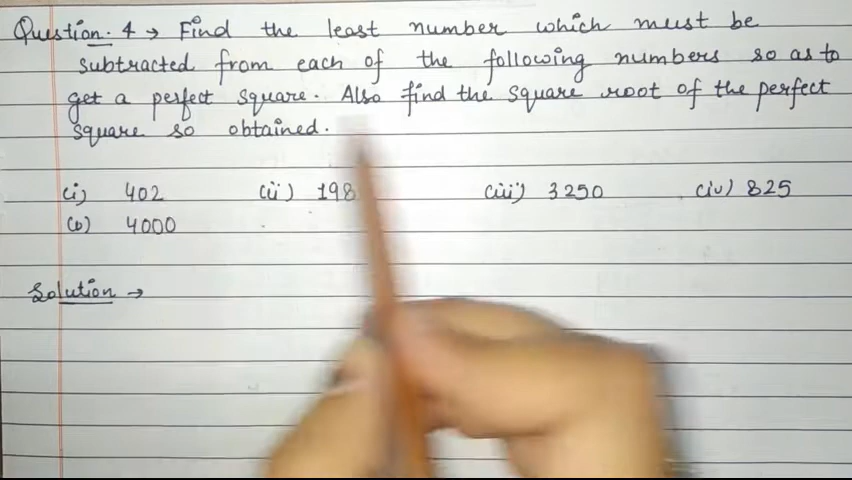 Question. 4 → Find the least number which must be
subtracted from each of the following numbers so as to
get a perfect square. Also find the square root of the perfect
square so obtained.
(i) 402 (ii) 198 (iii) 3250 (iv) 825
(v) 4000
Solution →